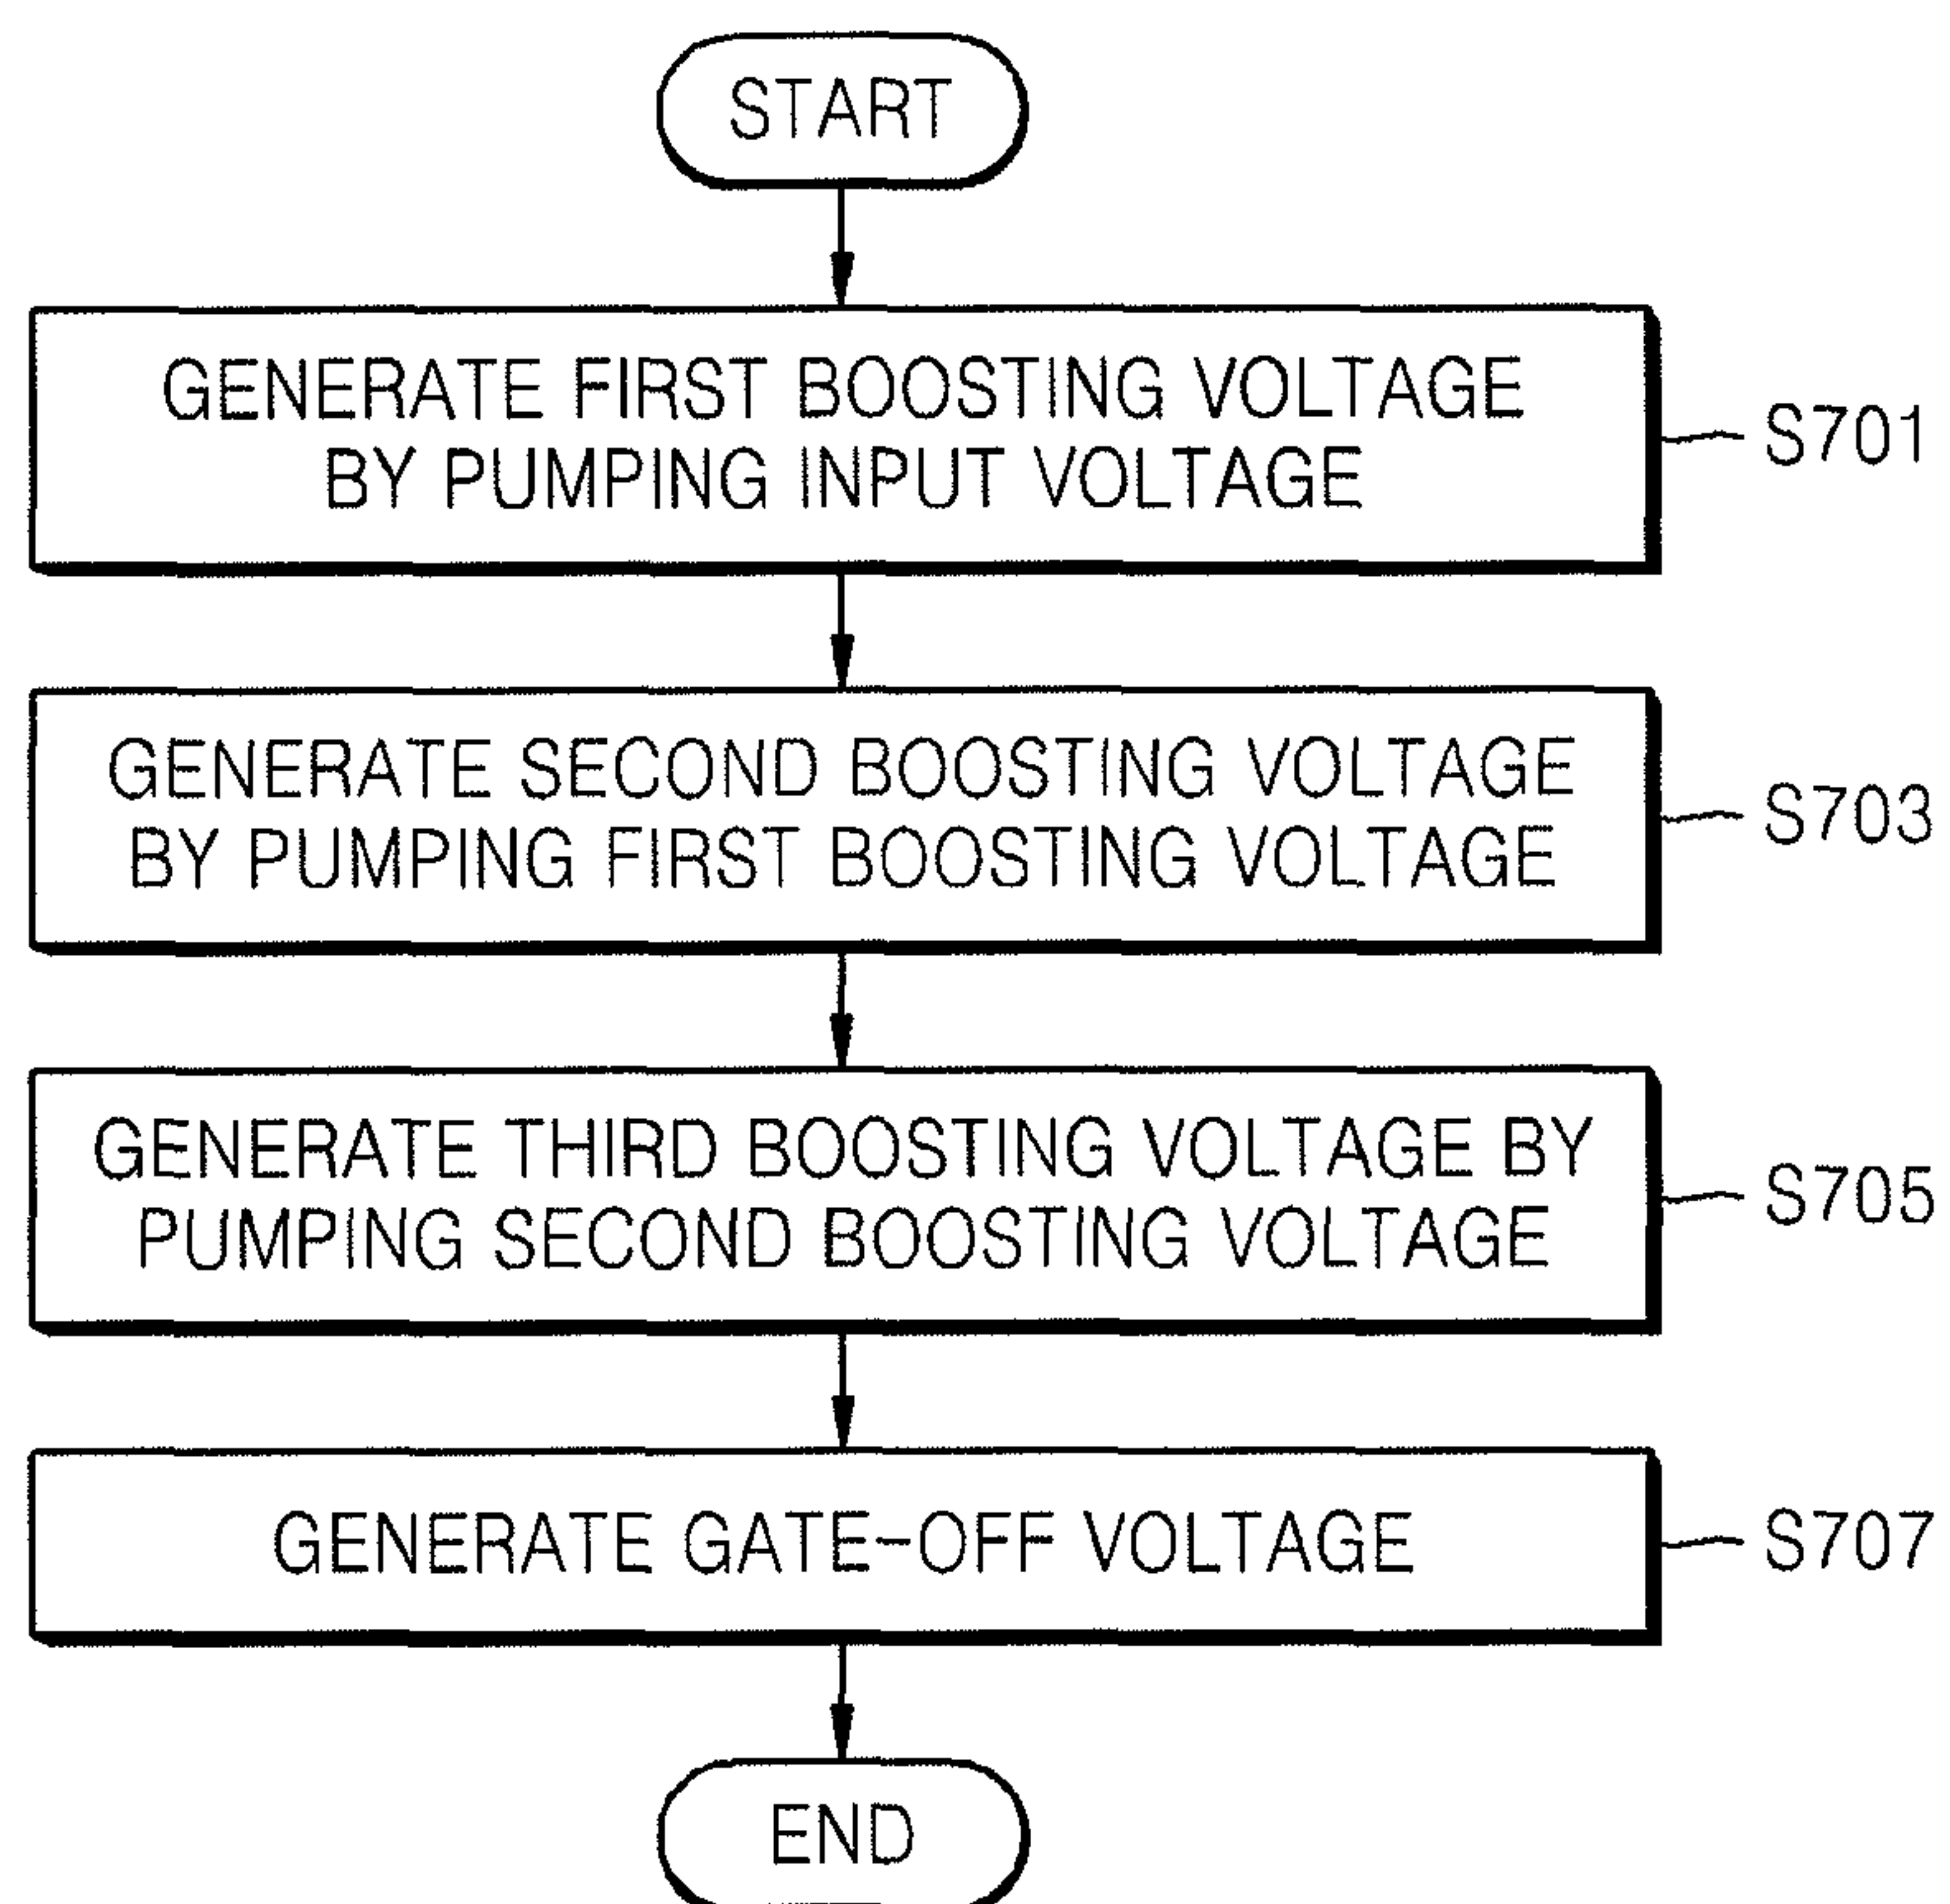 START
GENERATE FIRST BOOSTING VOLTAGE
BY PUMPING INPUT VOLTAGE
S701
GENERATE SECOND BOOSTING VOLTAGE
BY PUMPING FIRST BOOSTING VOLTAGE
S703
GENERATE THIRD BOOSTING VOLTAGE BY
PUMPING SECOND BOOSTING VOLTAGE
S705
GENERATE GATE-OFF VOLTAGE
S707
END